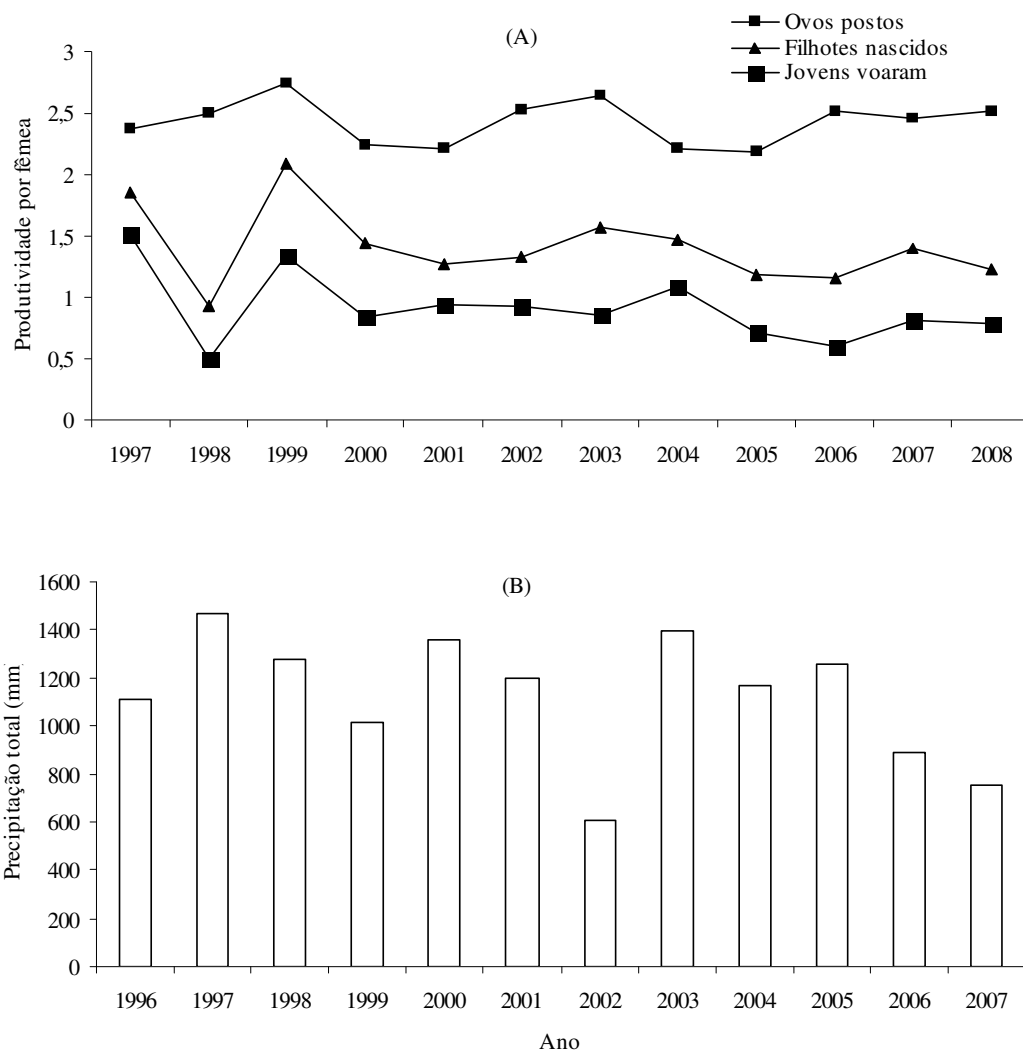 (A)
Ovos postos
Filhotes nascidos
Jovens voaram
Produtividade por fêmea
3
2,5
2
1,5
1
0,5
0
1997 1998 1999 2000 2001 2002 2003 2004 2005 2006 2007 2008
(B)
Precipitação total (mm
1600
1400
1200
1000
800
600
400
200
0
1996 1997 1998 1999 2000 2001 2002 2003 2004 2005 2006 2007
Ano